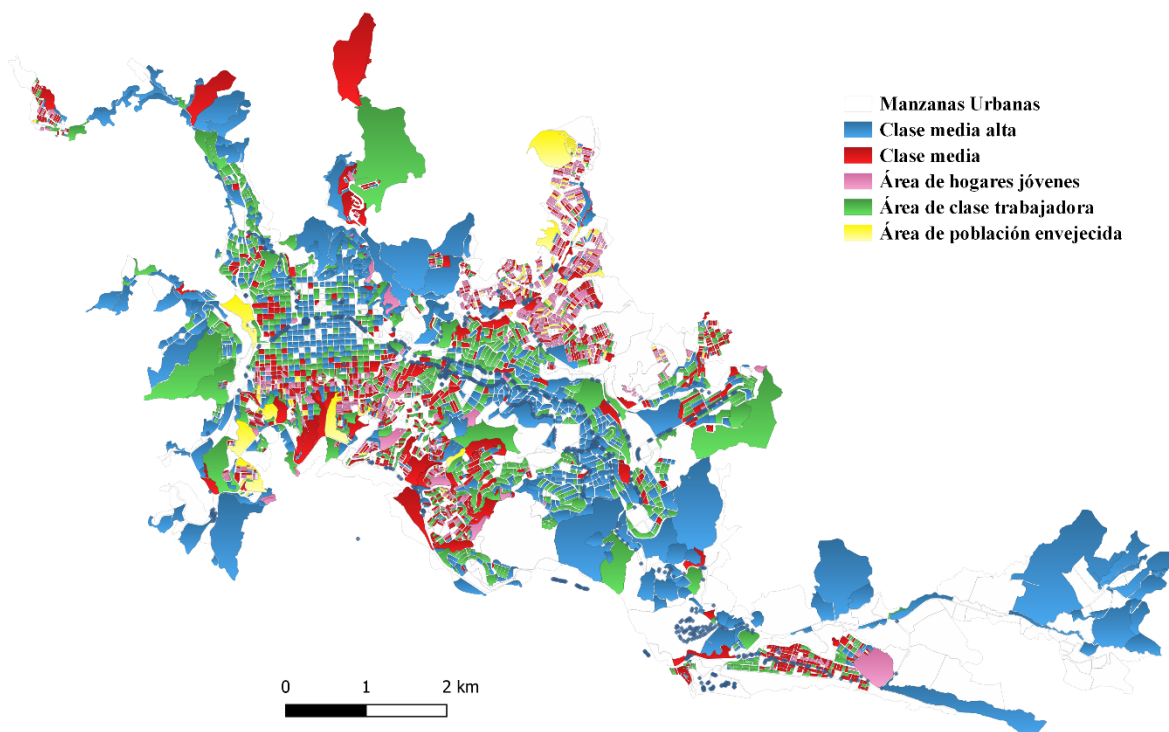 Manzanas Urbanas
Clase media alta
Clase media
Área de hogares jóvenes
Área de clase trabajadora
Área de población envejecida
0 1 2 km